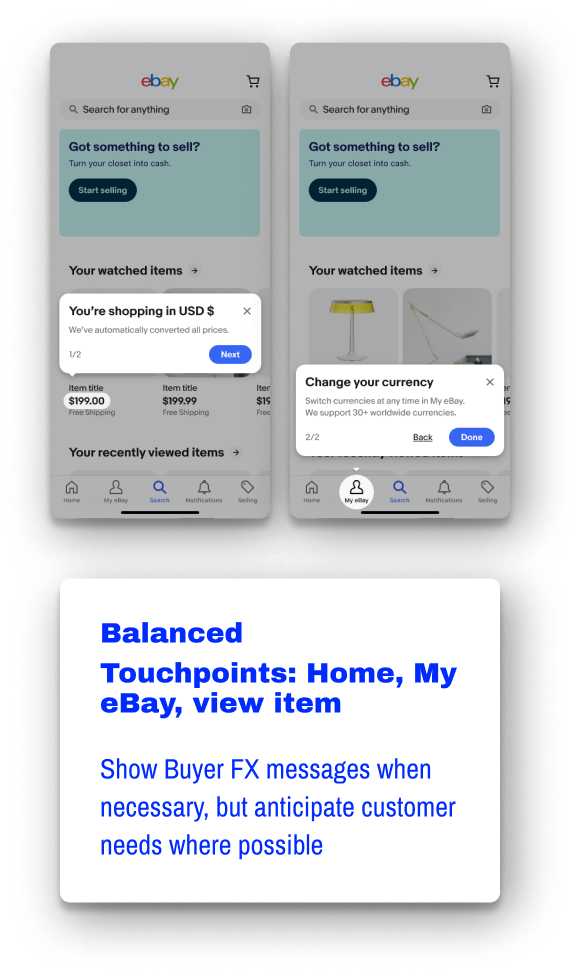 ebay
Search for anything
Got something to sell?
Turn your closet into cash.
Start selling
Your watched items
You're shopping in USD $
We've automatically converted all prices.
1/2
Next
Item title
Item title
Iten
$199.00
$199.99
$19
Free Shipping
Free Shipping
Free
Your recently viewed items
Home
My eBay
Search
Notifications
Selling
ebay
Search for anything
Got something to sell?
Turn your closet into cash.
Start selling
Your watched items
Change your currency
Switch currencies at any time in My eBay.
We support 30+ worldwide currencies.
2/2
Back
Done
Home
My eBay
Search
Notifications
Selling
Balanced
Touchpoints: Home, My
eBay, view item
Show Buyer FX messages when
necessary, but anticipate customer
needs where possible